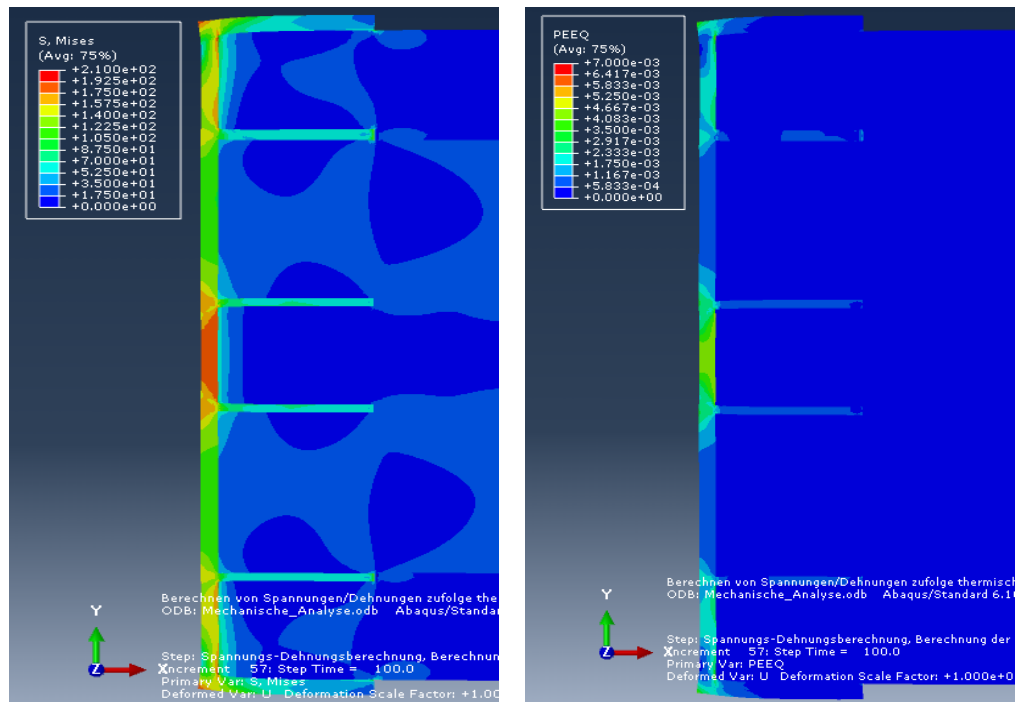 S, Mises
(Avg: 75%)
+2.100e+02
+1.925e+02
+1.750e+02
+1.575e+02
+1.400e+02
+1.225e+02
+1.050e+02
+8.750e+01
+7.000e+01
+5.250e+01
+3.500e+01
+1.750e+01
+0.000e+00
Y
Z
X
Berechnen von Spannungen/Dehnungen zufolge the
ODB: Mechanische_Analyse.odb Abaqus/Standa
Step: Spannungs-Dehnungsberechnung, Berechnun
Increment 57: Step Time = 100.0
Primary Var: S, Mises
Deformed Var: U Deformation Scale Factor: +1.00
PEEQ
(Avg: 75%)
+7.000e-03
+6.417e-03
+5.833e-03
+5.250e-03
+4.667e-03
+4.083e-03
+3.500e-03
+2.917e-03
+2.333e-03
+1.750e-03
+1.167e-03
+5.833e-04
+0.000e+00
Y
Z
X
Berechnen von Spannungen/Dehnungen zufolge thermisch
ODB: Mechanische_Analyse.odb Abaqus/Standard 6.1
Step: Spannungs-Dehnungsberechnung, Berechnung der
Increment 57: Step Time = 100.0
Primary Var: PEEQ
Deformed Var: U Deformation Scale Factor: +1.000e+0